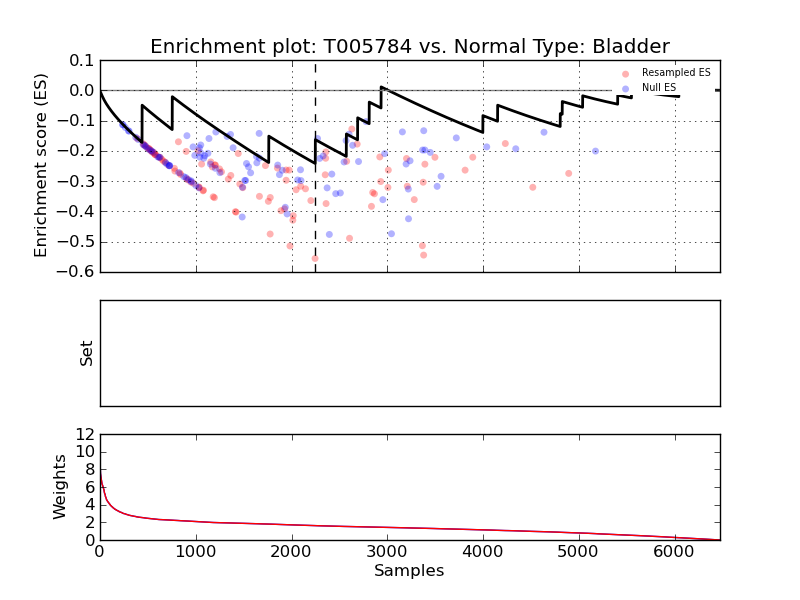 Enrichment plot: T005784 vs. Normal Type: Bladder
Enrichment score (ES)
0.1
0.0
−0.1
−0.2
−0.3
−0.4
−0.5
−0.6
Resampled ES
Null ES
Set
Weights
12
10
8
6
4
2
0
0 1000 2000 3000 4000 5000 6000
Samples